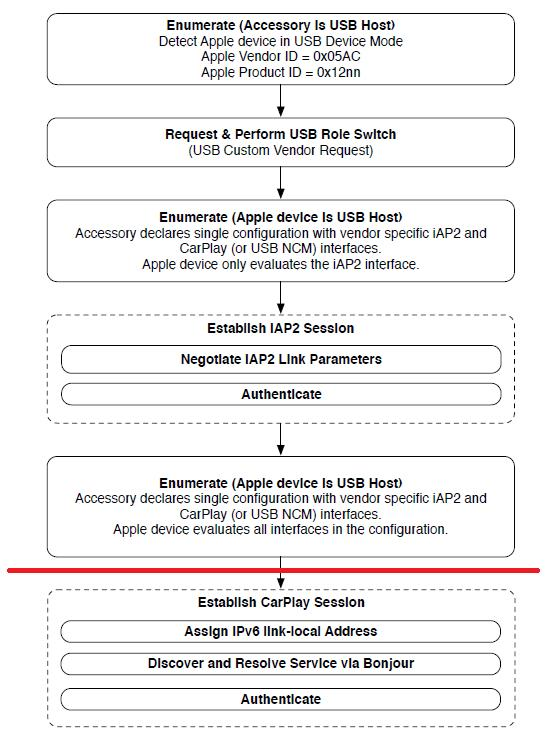 Enumerate (Accessory Is USB Host)
Detect Apple device in USB Device Mode
Apple Vendor ID = 0x05AC
Apple Product ID = 0x12nn
Request & Perform USB Role Switch
(USB Custom Vendor Request)
Enumerate (Apple device Is USB Host)
Accessory declares single configuration with vendor specific iAP2 and
CarPlay (or USB NCM) interfaces.
Apple device only evaluates the iAP2 interface.
Establish IAP2 Session
Negotiate IAP2 Link Parameters
Authenticate
Enumerate (Apple device Is USB Host)
Accessory declares single configuration with vendor specific iAP2 and
CarPlay (or USB NCM) interfaces.
Apple device evaluates all interfaces in the configuration.
Establish CarPlay Session
Assign IPv6 link-local Address
Discover and Resolve Service via Bonjour
Authenticate